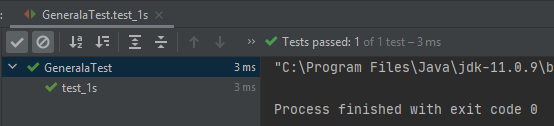 : GeneralaTest.test_1s
Tests passed: 1 of 1 test – 3 ms
GeneralaTest 3 ms
test_1s 3 ms
"C:\Program Files\Java\jdk-11.0.9\b
Process finished with exit code 0